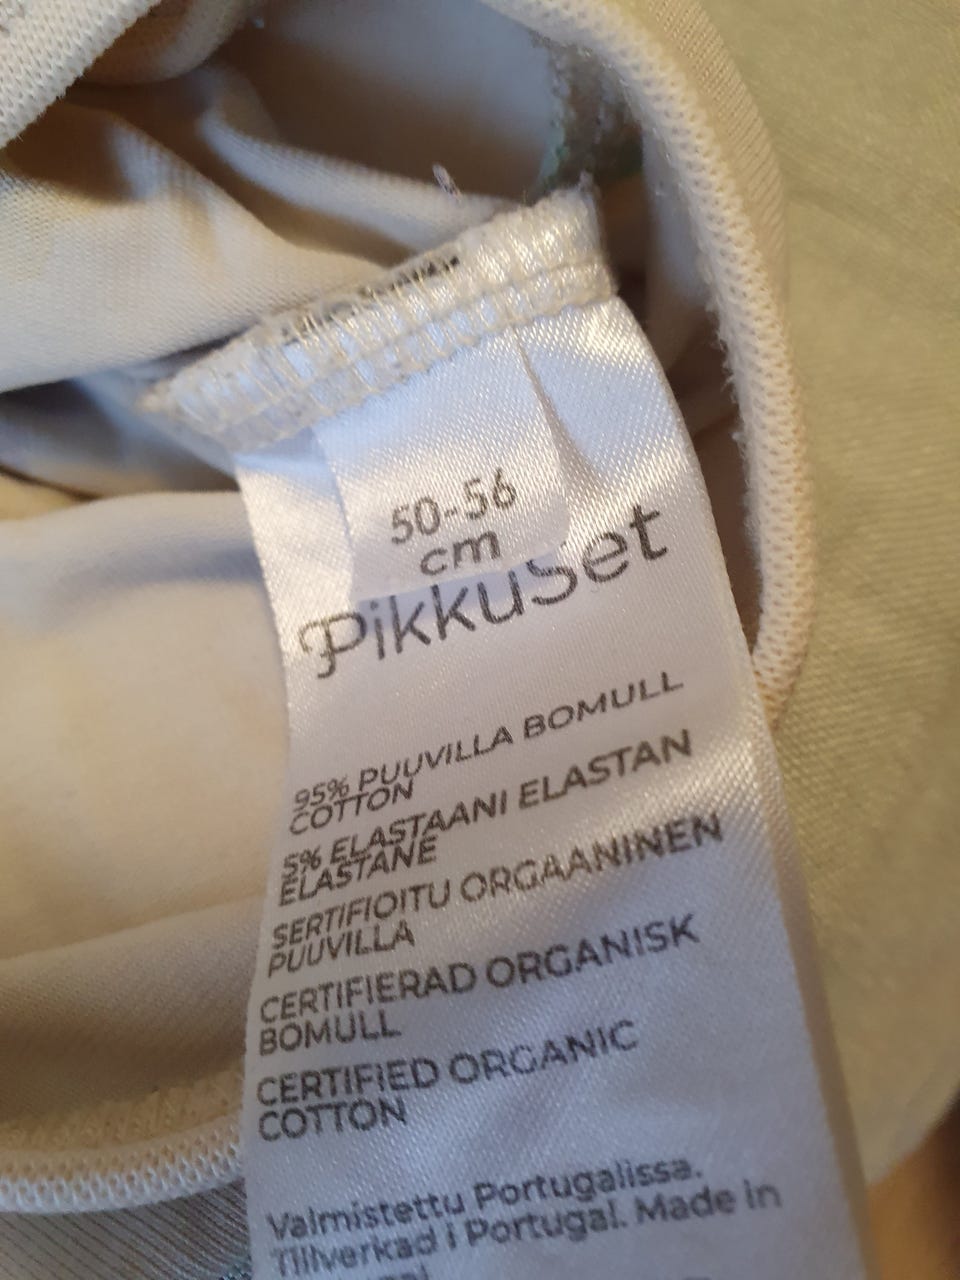 50-56
cm
PikkuSet
95% PUUVILLA BOMULL
COTTON
5% ELASTAANI ELASTAN
ELASTANE
SERTIFIOITU ORGAANINEN
PUUVILLA
CERTIFIERAD ORGANISK
BOMULL
CERTIFIED ORGANIC
COTTON
Valmistettu Portugalissa.
Tillverkad i Portugal. Made in